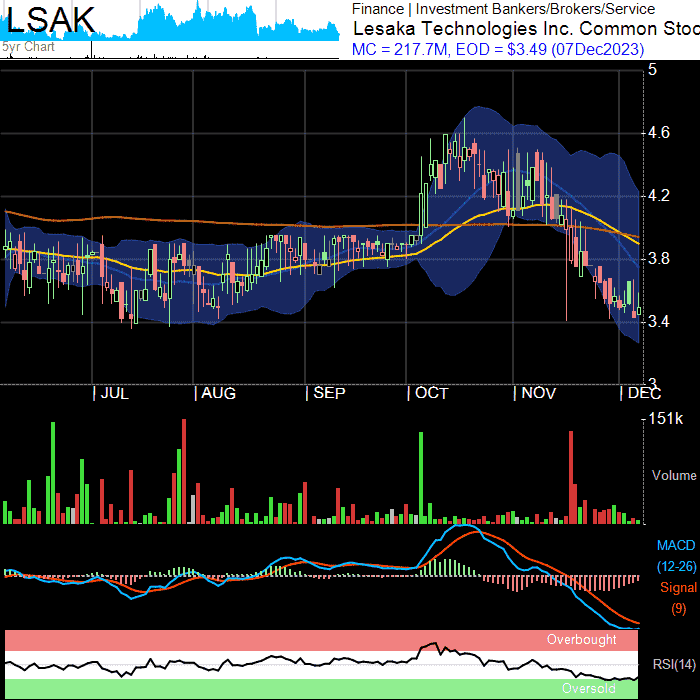 LSAK
Finance | Investment Bankers/Brokers/Service
Lesaka Technologies Inc. Common Stoc
MC = 217.7M, EOD = $3.49 (07Dec2023)
5yr Chart
5
4.6
4.2
3.8
3.4
3
JUL AUG SEP OCT NOV DEC
151k
Volume
MACD
(12-26)
Signal
(9)
Overbought
RSI(14)
Oversold